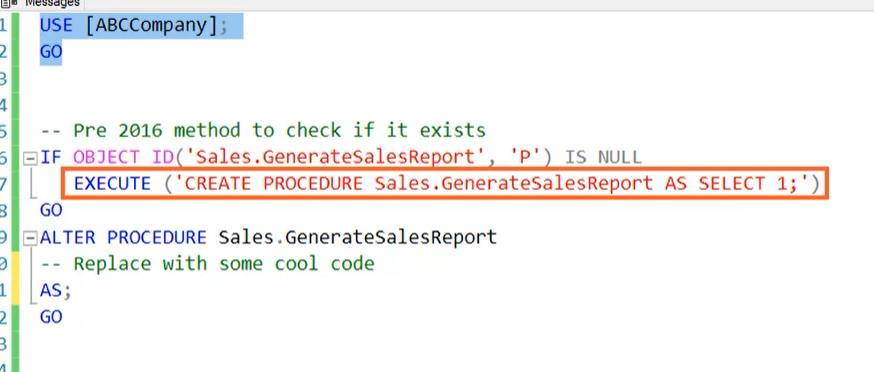 Messages
1 USE [ABCCompany];
2 GO
3
4
5 -- Pre 2016 method to check if it exists
6 IF OBJECT_ID('Sales.GenerateSalesReport', 'P') IS NULL
7 EXECUTE ('CREATE PROCEDURE Sales.GenerateSalesReport AS SELECT 1;')
8 GO
9 ALTER PROCEDURE Sales.GenerateSalesReport
0 -- Replace with some cool code
1 AS;
2 GO
3
4